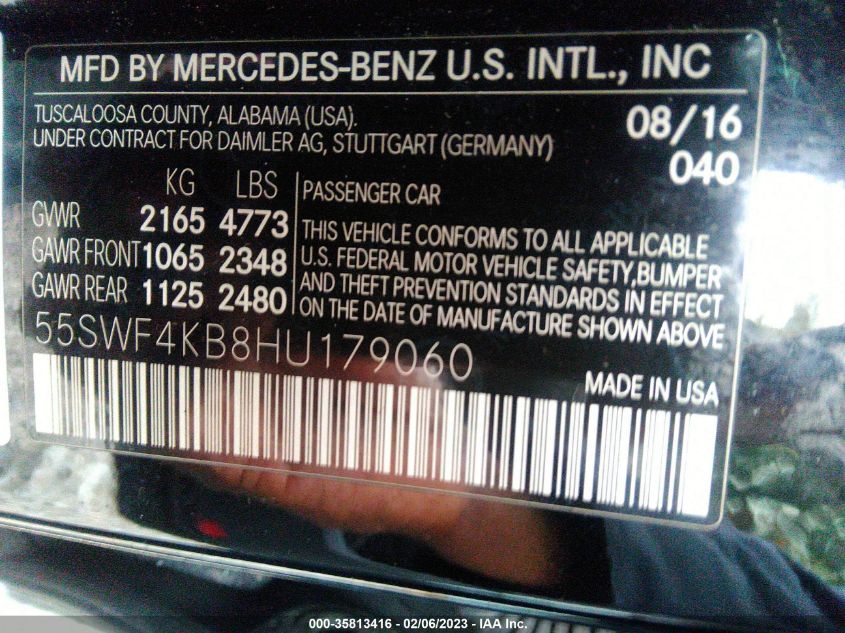 MFD BY MERCEDES-BENZ U.S. INTL., INC
TUSCALOOSA COUNTY, ALABAMA (USA).
UNDER CONTRACT FOR DAIMLER AG, STUTTGART (GERMANY)
08/16
040
KG LBS
GVWR 2165 4773
GAWR FRONT 1065 2348
GAWR REAR 1125 2480
PASSENGER CAR
THIS VEHICLE CONFORMS TO ALL APPLICABLE
U.S. FEDERAL MOTOR VEHICLE SAFETY, BUMPER
AND THEFT PREVENTION STANDARDS IN EFFECT
ON THE DATE OF MANUFACTURE SHOWN ABOVE
55SWF4KB8HU179060
MADE IN USA
000-35813416 - 02/06/2023 - IAA Inc.